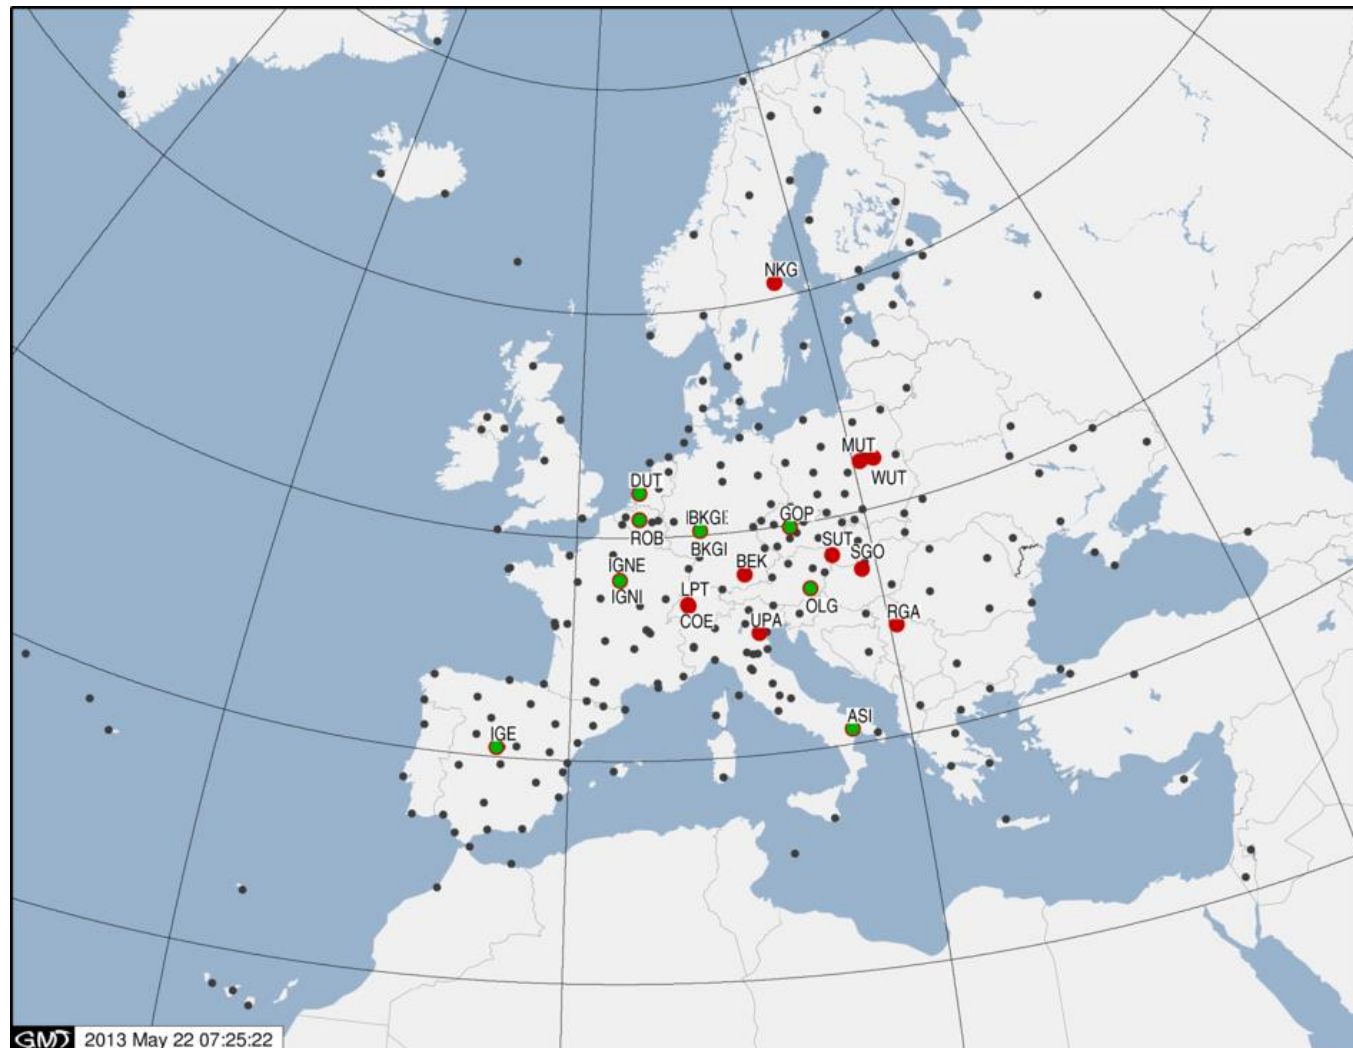 NKG
MUT
WUT
DUT
GOP
BKGI
ROB
BKGI
SUT
SGO
IGNE
BEK
IGNI
LPT
OLG
COE
UPA
RGA
ASI
IGE
GMT 2013 May 22 07:25:22